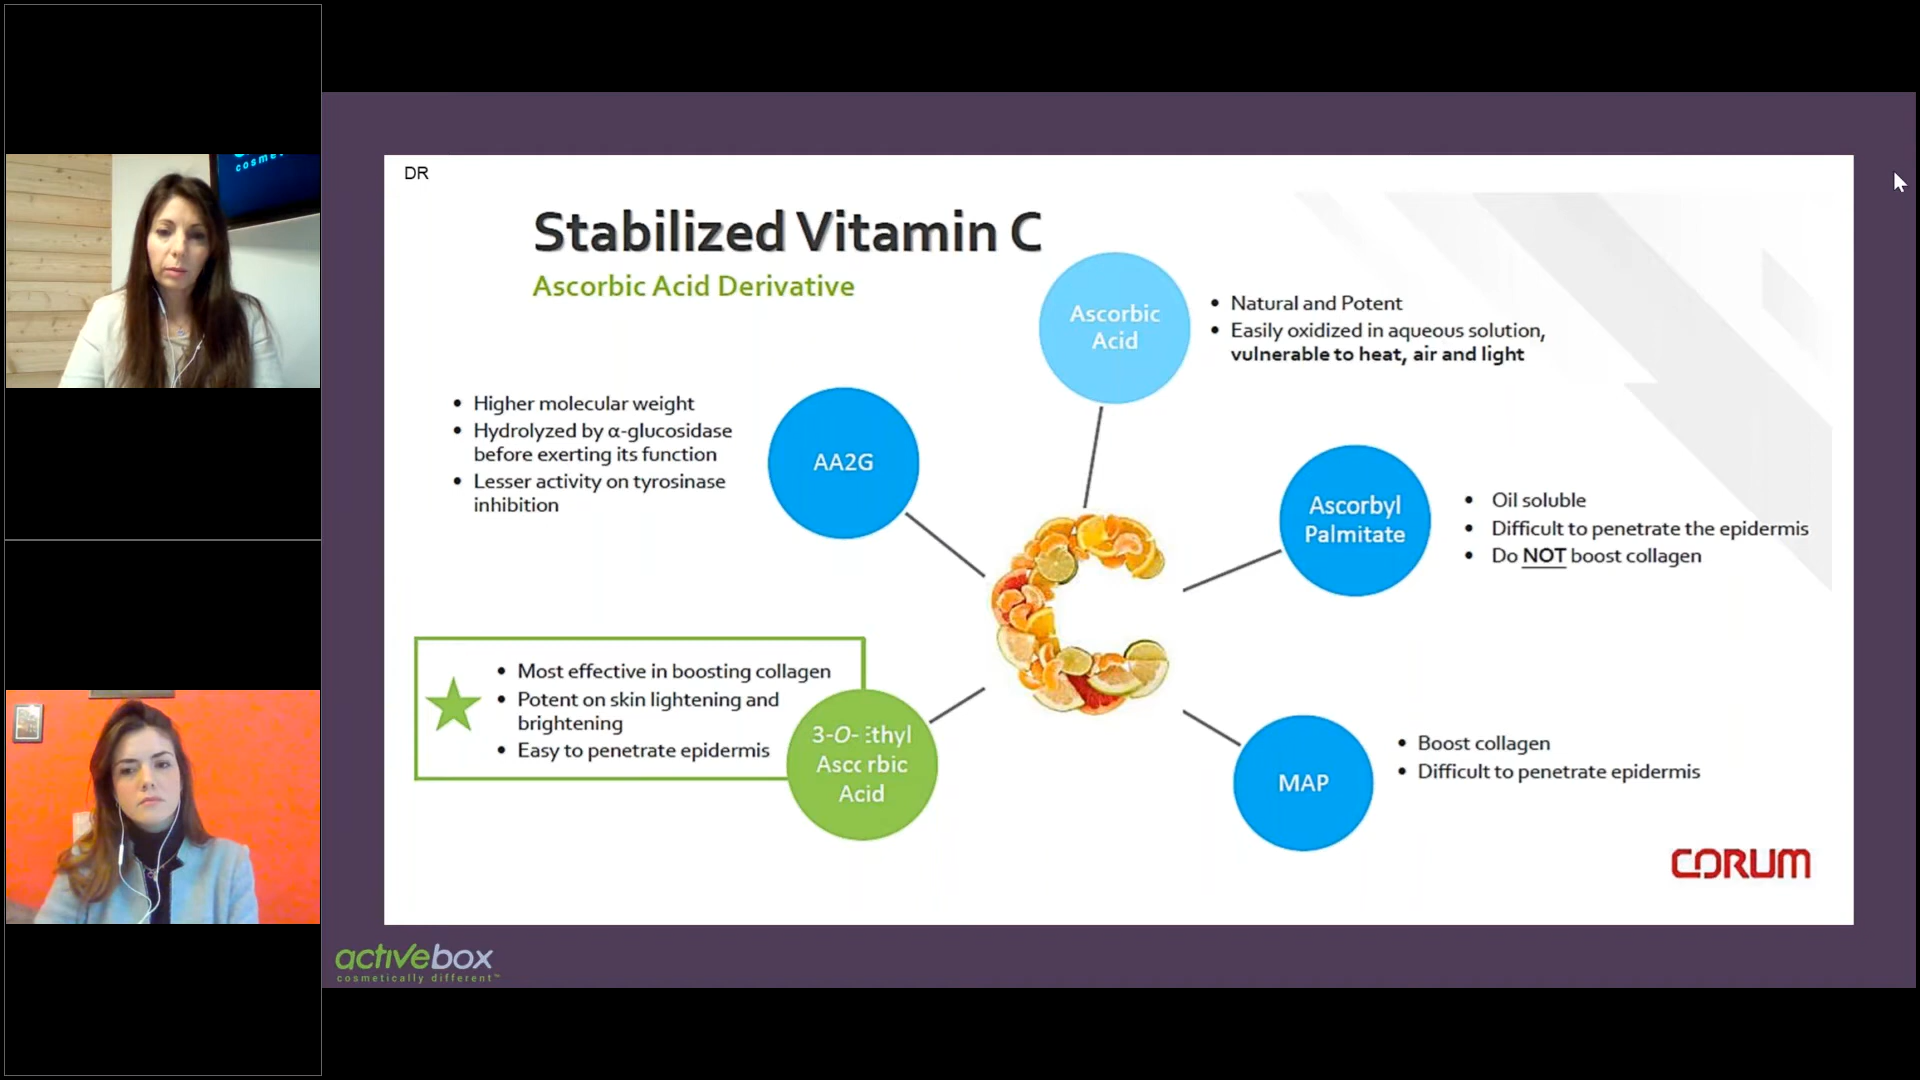 DR
Stabilized Vitamin C
Ascorbic Acid Derivative
Ascorbic
Acid
• Natural and Potent
• Easily oxidized in aqueous solution,
vulnerable to heat, air and light
• Higher molecular weight
• Hydrolyzed by α-glucosidase
before exerting its function
• Lesser activity on tyrosinase
inhibition
AA2G
Ascorbyl
Palmitate
• Oil soluble
• Difficult to penetrate the epidermis
• Do NOT boost collagen
• Most effective in boosting collagen
• Potent on skin lightening and
brightening
• Easy to penetrate epidermis
3-O-Ethyl
Ascorbic
Acid
MAP
• Boost collagen
• Difficult to penetrate epidermis
CORUM
activebox
cosmetically different™